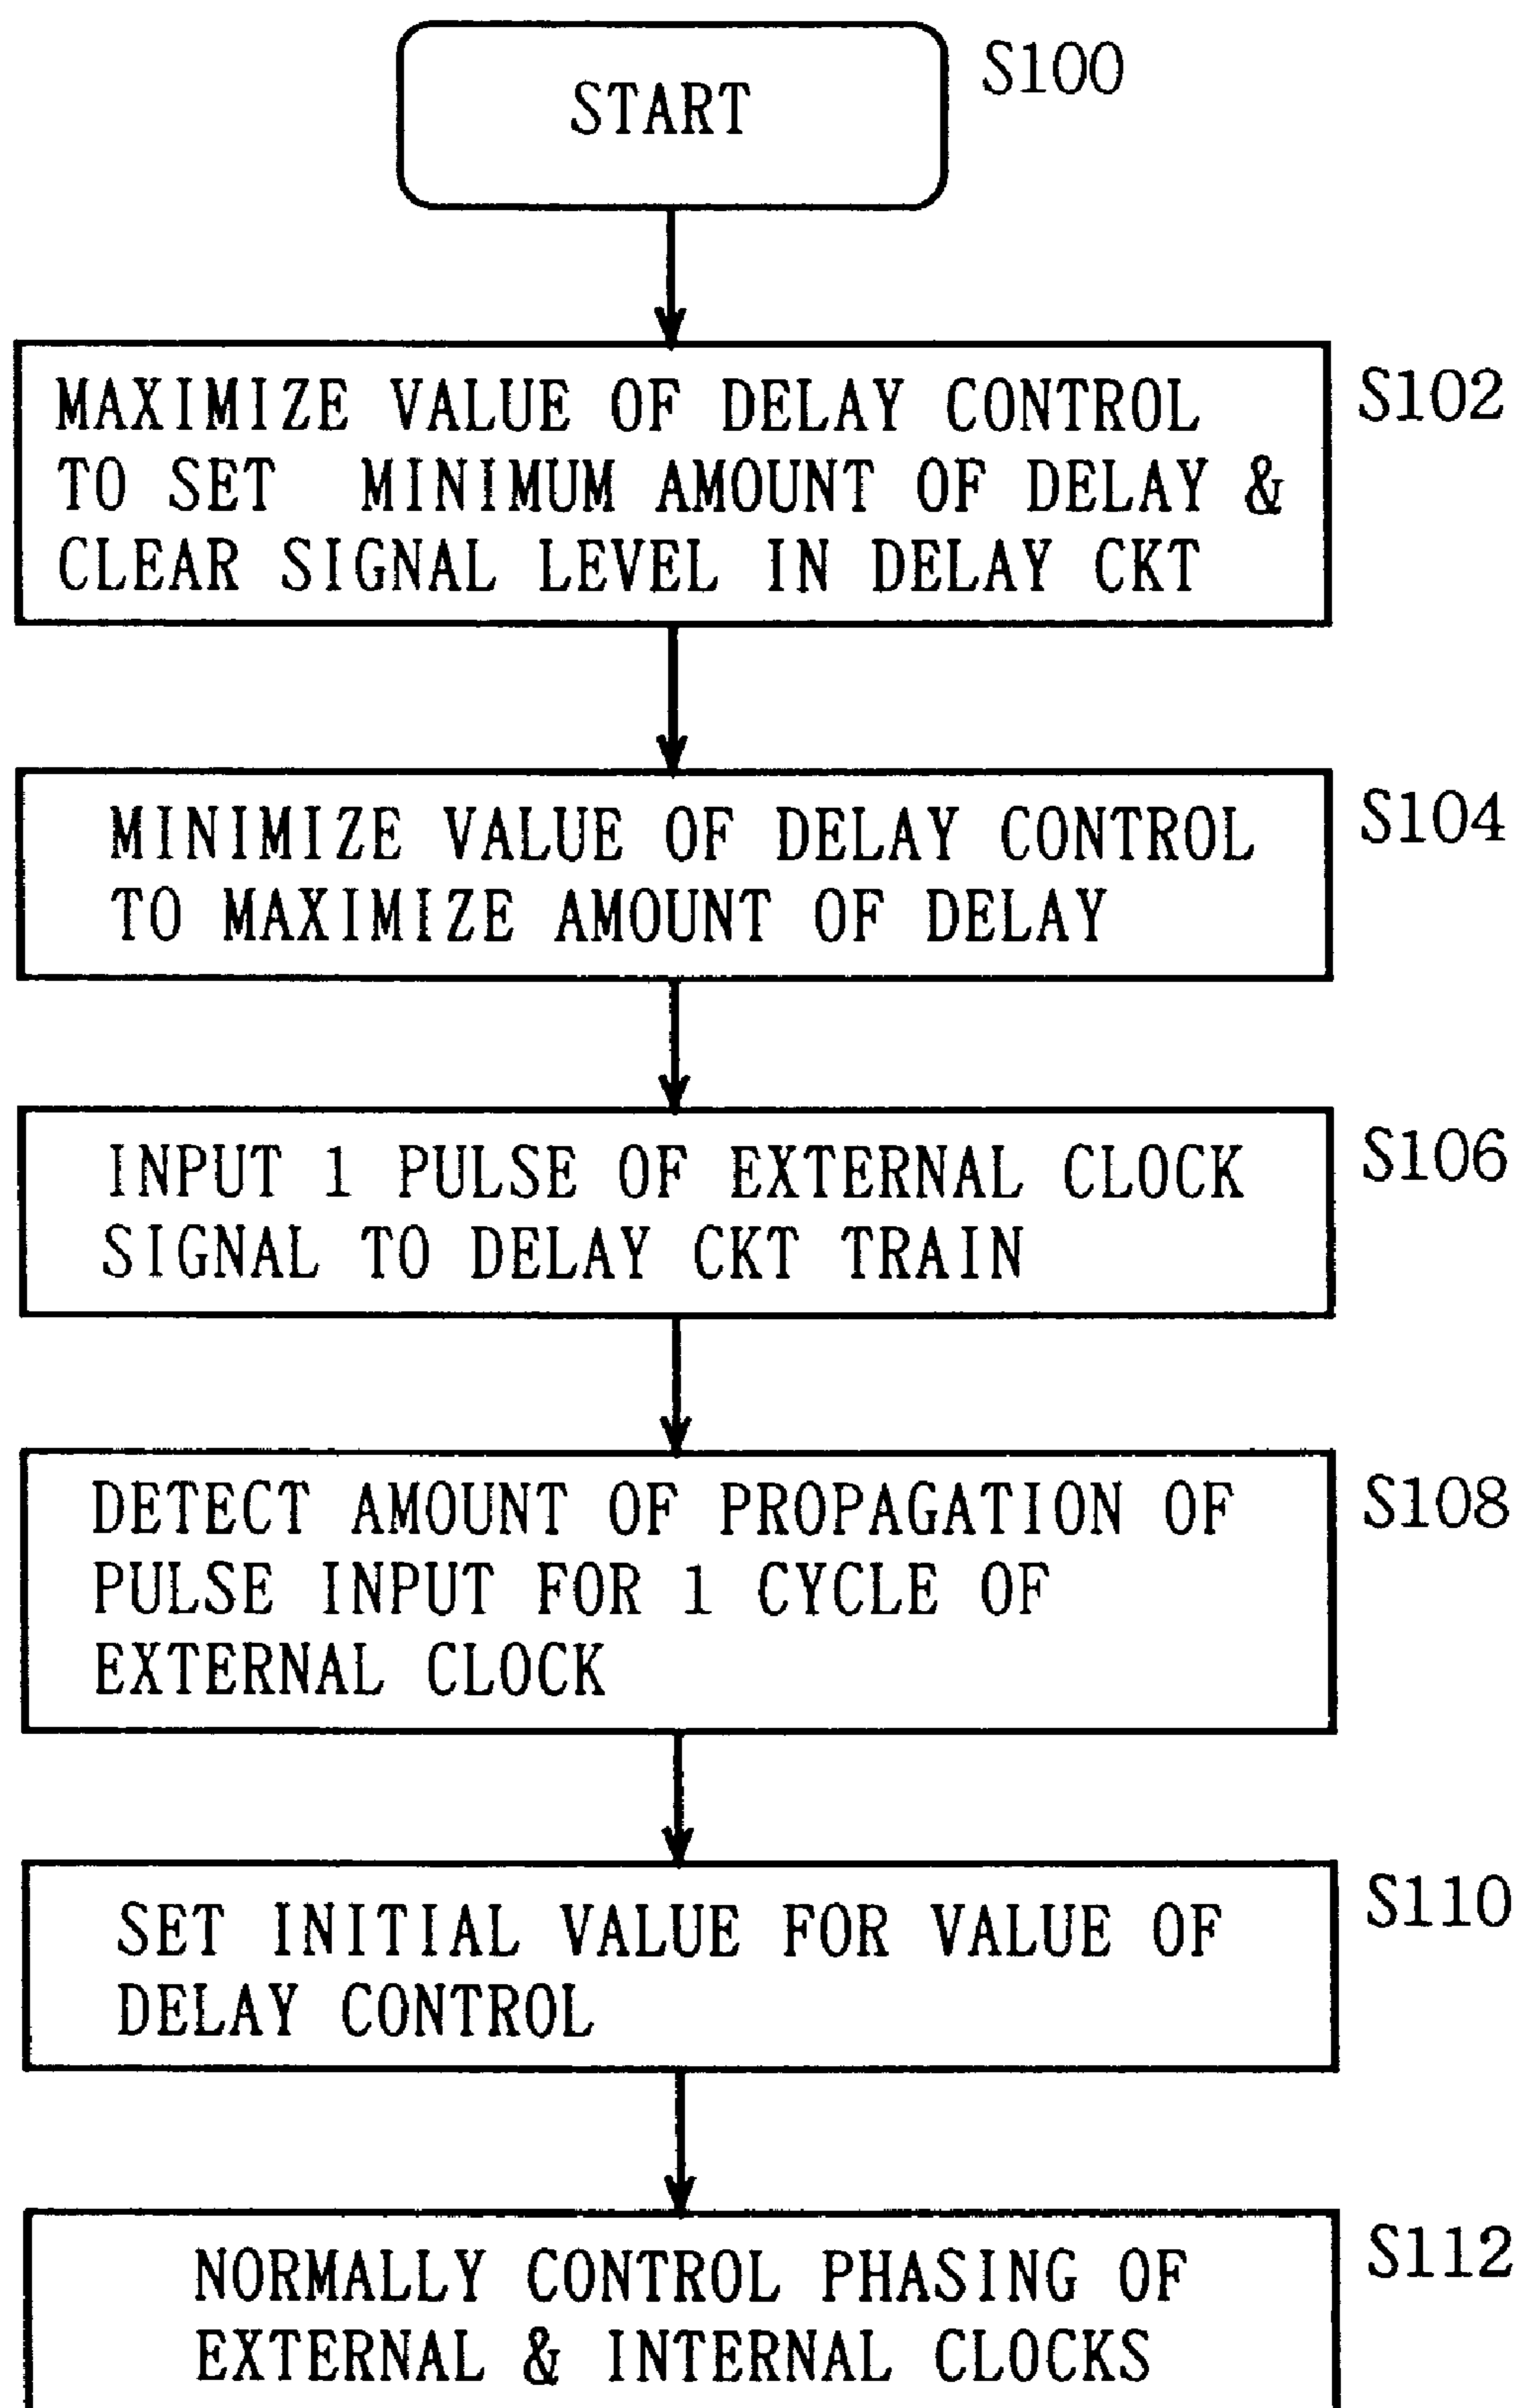 START
S100
MAXIMIZE VALUE OF DELAY CONTROL
TO SET MINIMUM AMOUNT OF DELAY &
CLEAR SIGNAL LEVEL IN DELAY CKT
S102
MINIMIZE VALUE OF DELAY CONTROL
TO MAXIMIZE AMOUNT OF DELAY
S104
INPUT 1 PULSE OF EXTERNAL CLOCK
SIGNAL TO DELAY CKT TRAIN
S106
DETECT AMOUNT OF PROPAGATION OF
PULSE INPUT FOR 1 CYCLE OF
EXTERNAL CLOCK
S108
SET INITIAL VALUE FOR VALUE OF
DELAY CONTROL
S110
NORMALLY CONTROL PHASING OF
EXTERNAL & INTERNAL CLOCKS
S112